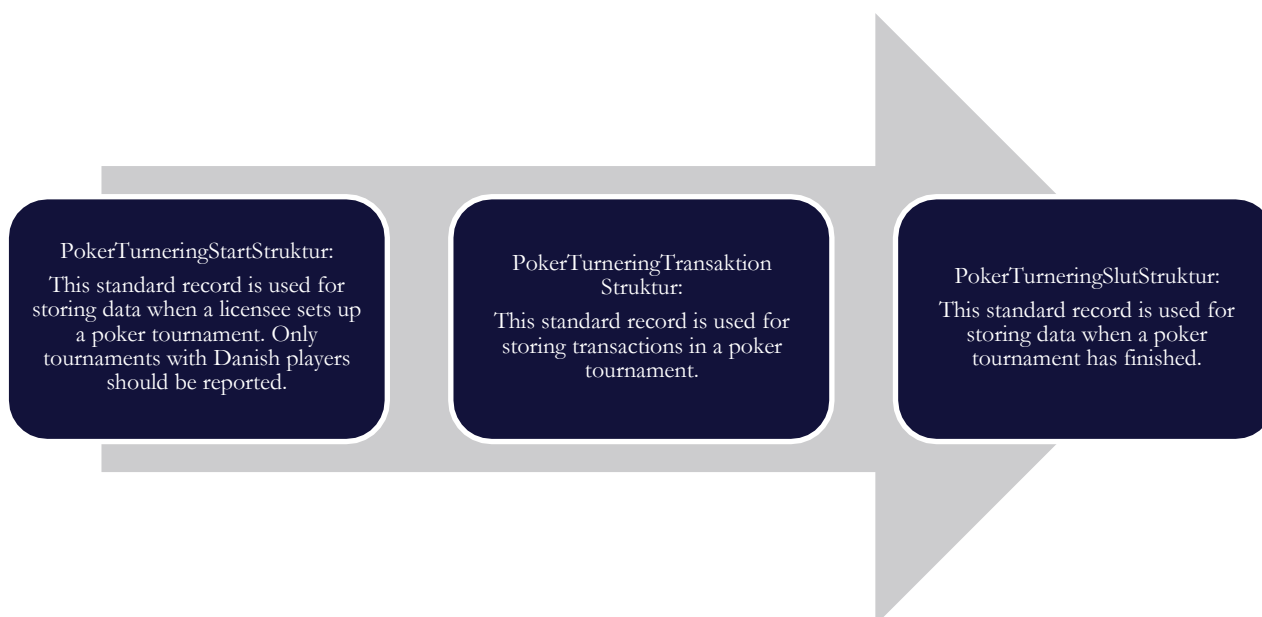 PokerTurneringStartStruktur:
This standard record is used for
storing data when a licensee sets up
a poker tournament. Only
tournaments with Danish players
should be reported.
PokerTurneringTransaktion
Struktur:
This standard record is used for
storing transactions in a poker
tournament.
PokerTurneringSlutStruktur:
This standard record is used for
storing data when a poker
tournament has finished.